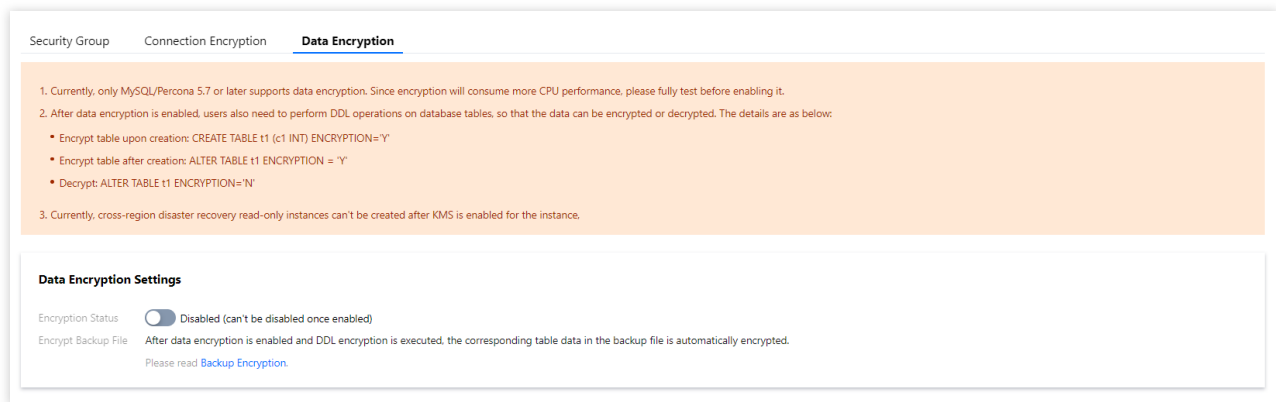 Security Group Connection Encryption Data Encryption
1. Currently, only MySQL/Percona 5.7 or later supports data encryption. Since encryption will consume more CPU performance, please fully test before enabling it.
2. After data encryption is enabled, users also need to perform DDL operations on database tables, so that the data can be encrypted or decrypted. The details are as below:
• Encrypt table upon creation: CREATE TABLE t1 (c1 INT) ENCRYPTION='Y'
• Encrypt table after creation: ALTER TABLE t1 ENCRYPTION = 'Y'
• Decrypt: ALTER TABLE t1 ENCRYPTION='N'
3. Currently, cross-region disaster recovery read-only instances can't be created after KMS is enabled for the instance.
Data Encryption Settings
Encryption Status Disabled (can't be disabled once enabled)
Encrypt Backup File After data encryption is enabled and DDL encryption is executed, the corresponding table data in the backup file is automatically encrypted.
Please read Backup Encryption.